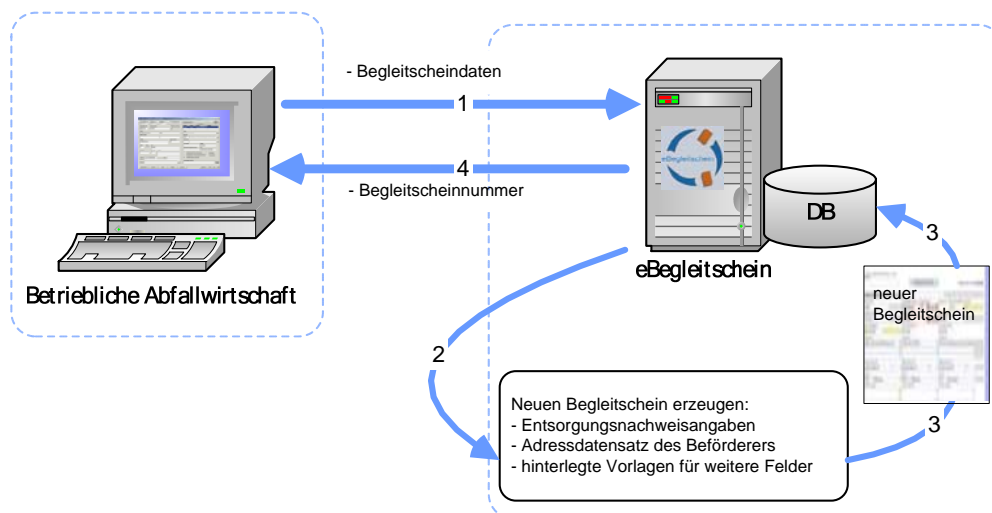 - Begleitscheindaten
1
4
- Begleitscheinnummer
eBegleitschein
DB
3
eBegleitschein
Betriebliche Abfallwirtschaft
neuer
Begleitschein
2
Neuen Begleitschein erzeugen:
- Entsorgungsnachweisangaben
- Adressdatensatz des Beförderers
- hinterlegte Vorlagen für weitere Felder
3